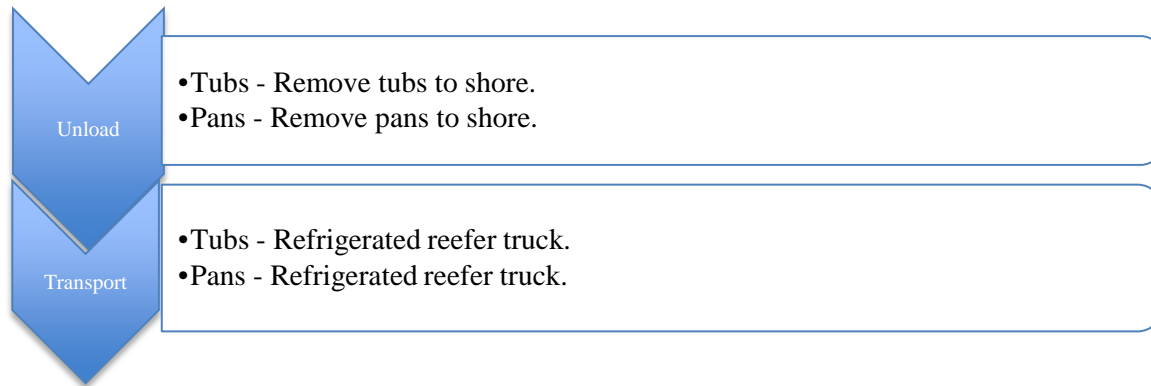 Unload
•Tubs - Remove tubs to shore.
•Pans - Remove pans to shore.
Transport
•Tubs - Refrigerated reefer truck.
•Pans - Refrigerated reefer truck.